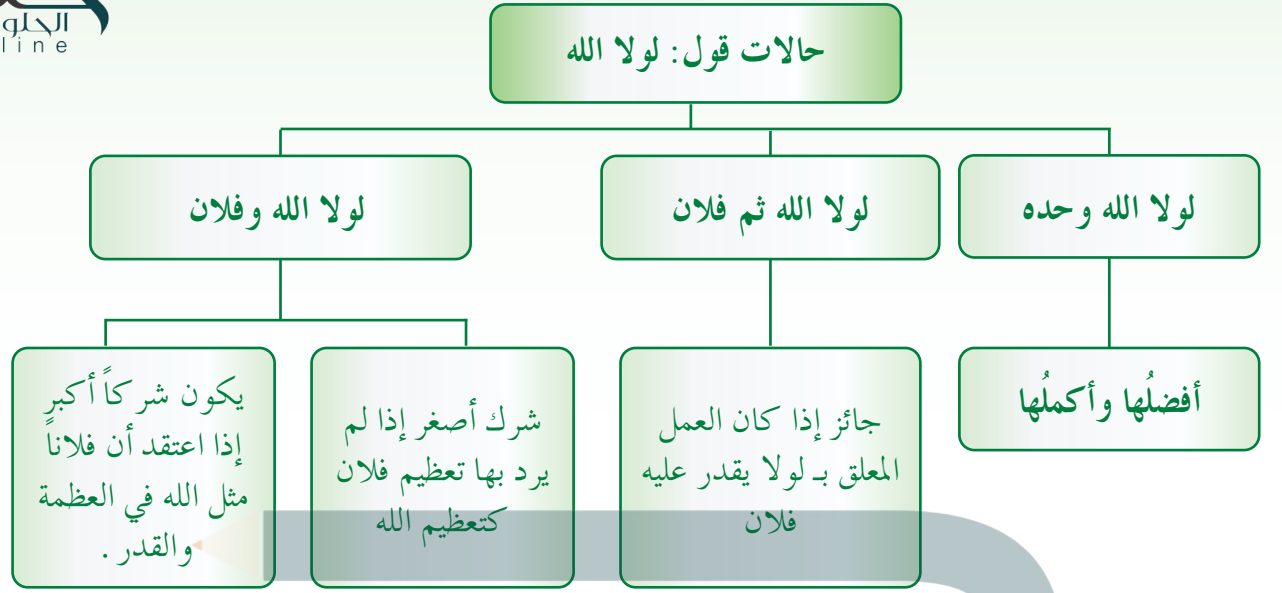 الحلو
line
حالات قول: لولا الله
لولا الله وحده
لولا الله ثم فلان
لولا الله وفلان
أفضلُها وأكملُها
جائز إذا كان العمل
المعلق بـ لولا يقدر عليه
فلان
شرك أصغر إذا لم
يرد بها تعظيم فلان
كتعظيم الله
يكون شركاً أكبر
إذا اعتقد أن فلاناً
مثل الله في العظمة
والقدر .